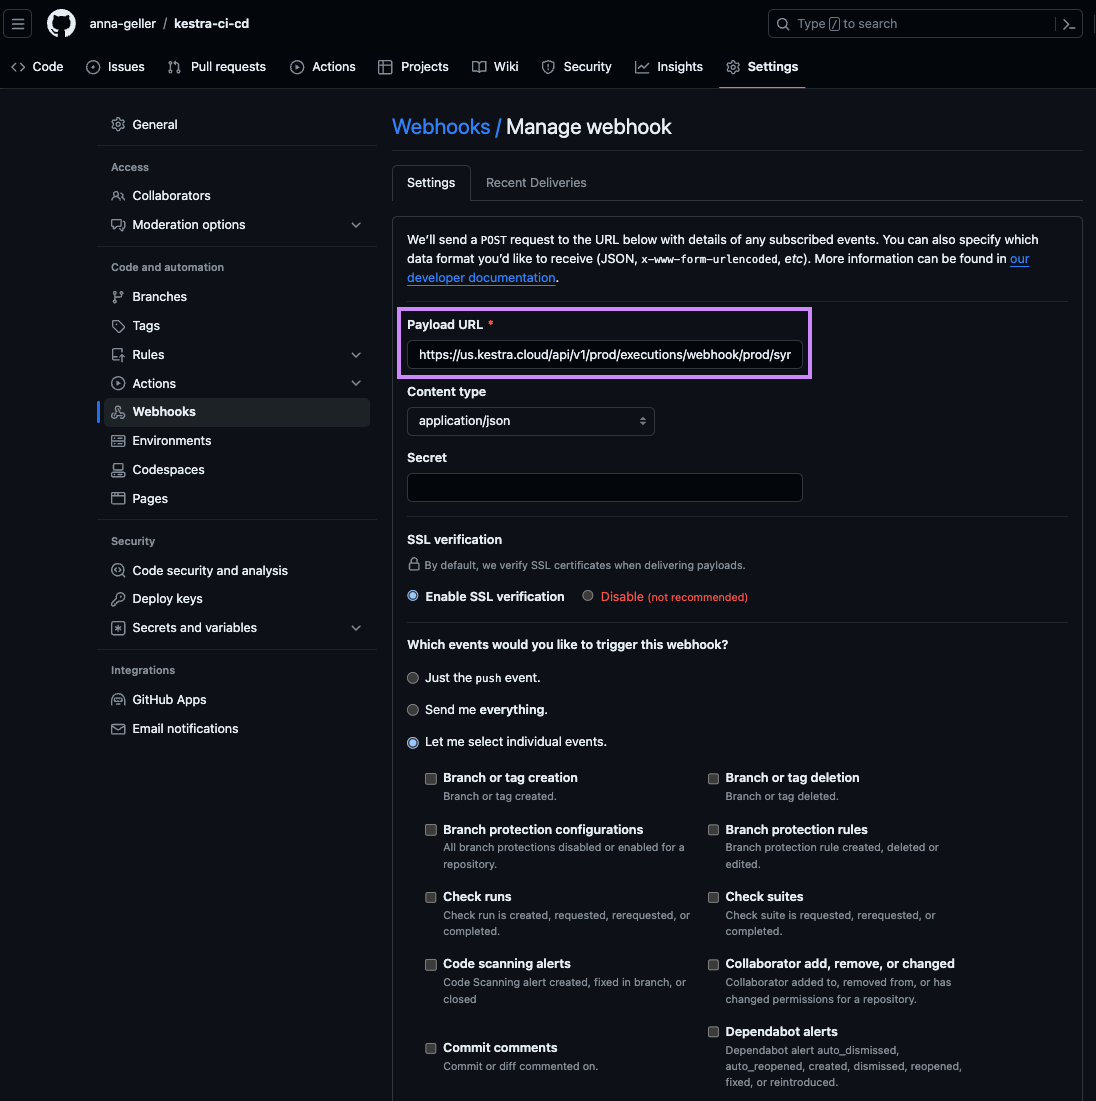 anna-geller / kestra-ci-cd
Type / to search
Code Issues Pull requests Actions Projects Wiki Security Insights Settings
General
Access
Collaborators
Moderation options
Code and automation
Branches
Tags
Rules
Actions
Webhooks
Environments
Codespaces
Pages
Security
Code security and analysis
Deploy keys
Secrets and variables
Integrations
GitHub Apps
Email notifications
Webhooks / Manage webhook
Settings Recent Deliveries
We'll send a POST request to the URL below with details of any subscribed events. You can also specify which
data format you'd like to receive (JSON, x-www-form-urlencoded, etc). More information can be found in our
developer documentation.
Payload URL *
https://us.kestra.cloud/api/v1/prod/executions/webhook/prod/syr
Content type
application/json
Secret
SSL verification
By default, we verify SSL certificates when delivering payloads.
Enable SSL verification Disable (not recommended)
Which events would you like to trigger this webhook?
Just the push event.
Send me everything.
Let me select individual events.
Branch or tag creation
Branch or tag created.
Branch or tag deletion
Branch or tag deleted.
Branch protection configurations
All branch protections disabled or enabled for a
repository.
Branch protection rules
Branch protection rule created, deleted or
edited.
Check runs
Check run is created, requested, rerequested, or
completed.
Check suites
Check suite is requested, rerequested, or
completed.
Code scanning alerts
Code Scanning alert created, fixed in branch, or
closed
Collaborator add, remove, or changed
Collaborator added to, removed from, or has
changed permissions for a repository.
Commit comments
Commit or diff commented on.
Dependabot alerts
Dependabot alert auto_dismissed,
auto_reopened, created, dismissed, reopened,
fixed, or reintroduced.